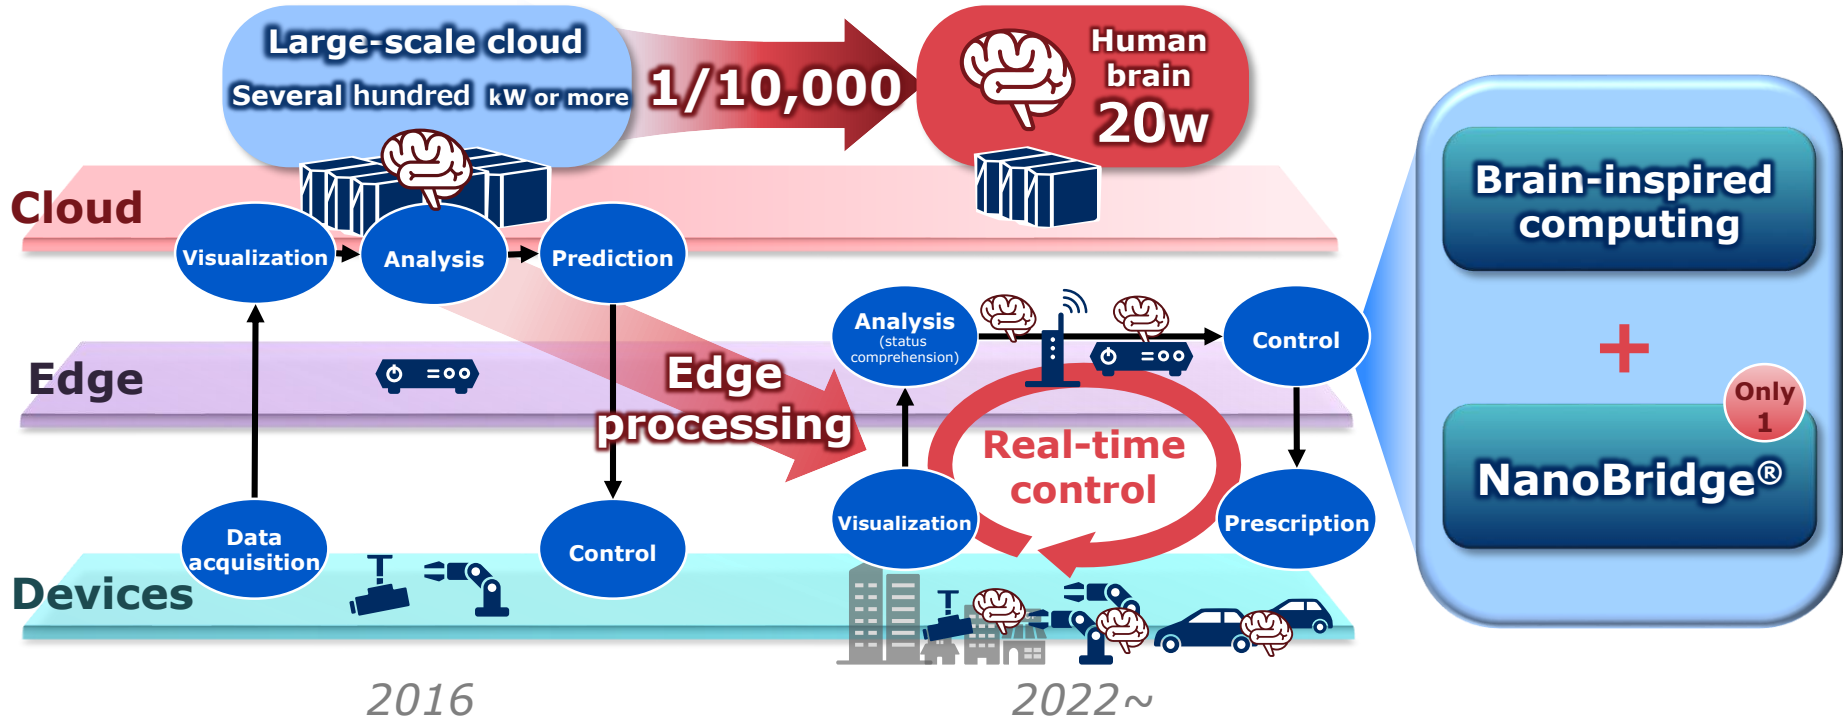 Large-scale cloud
Several hundred kW or more
1/10,000
Human
brain
20w
Cloud
Visualization
Analysis
Prediction
Edge
Edge
processing
Data
acquisition
Control
Devices
2016
Analysis
(status
comprehension)
Control
Real-time
control
Visualization
Prescription
2022~
Brain-inspired
computing
+
Only
1
NanoBridge®